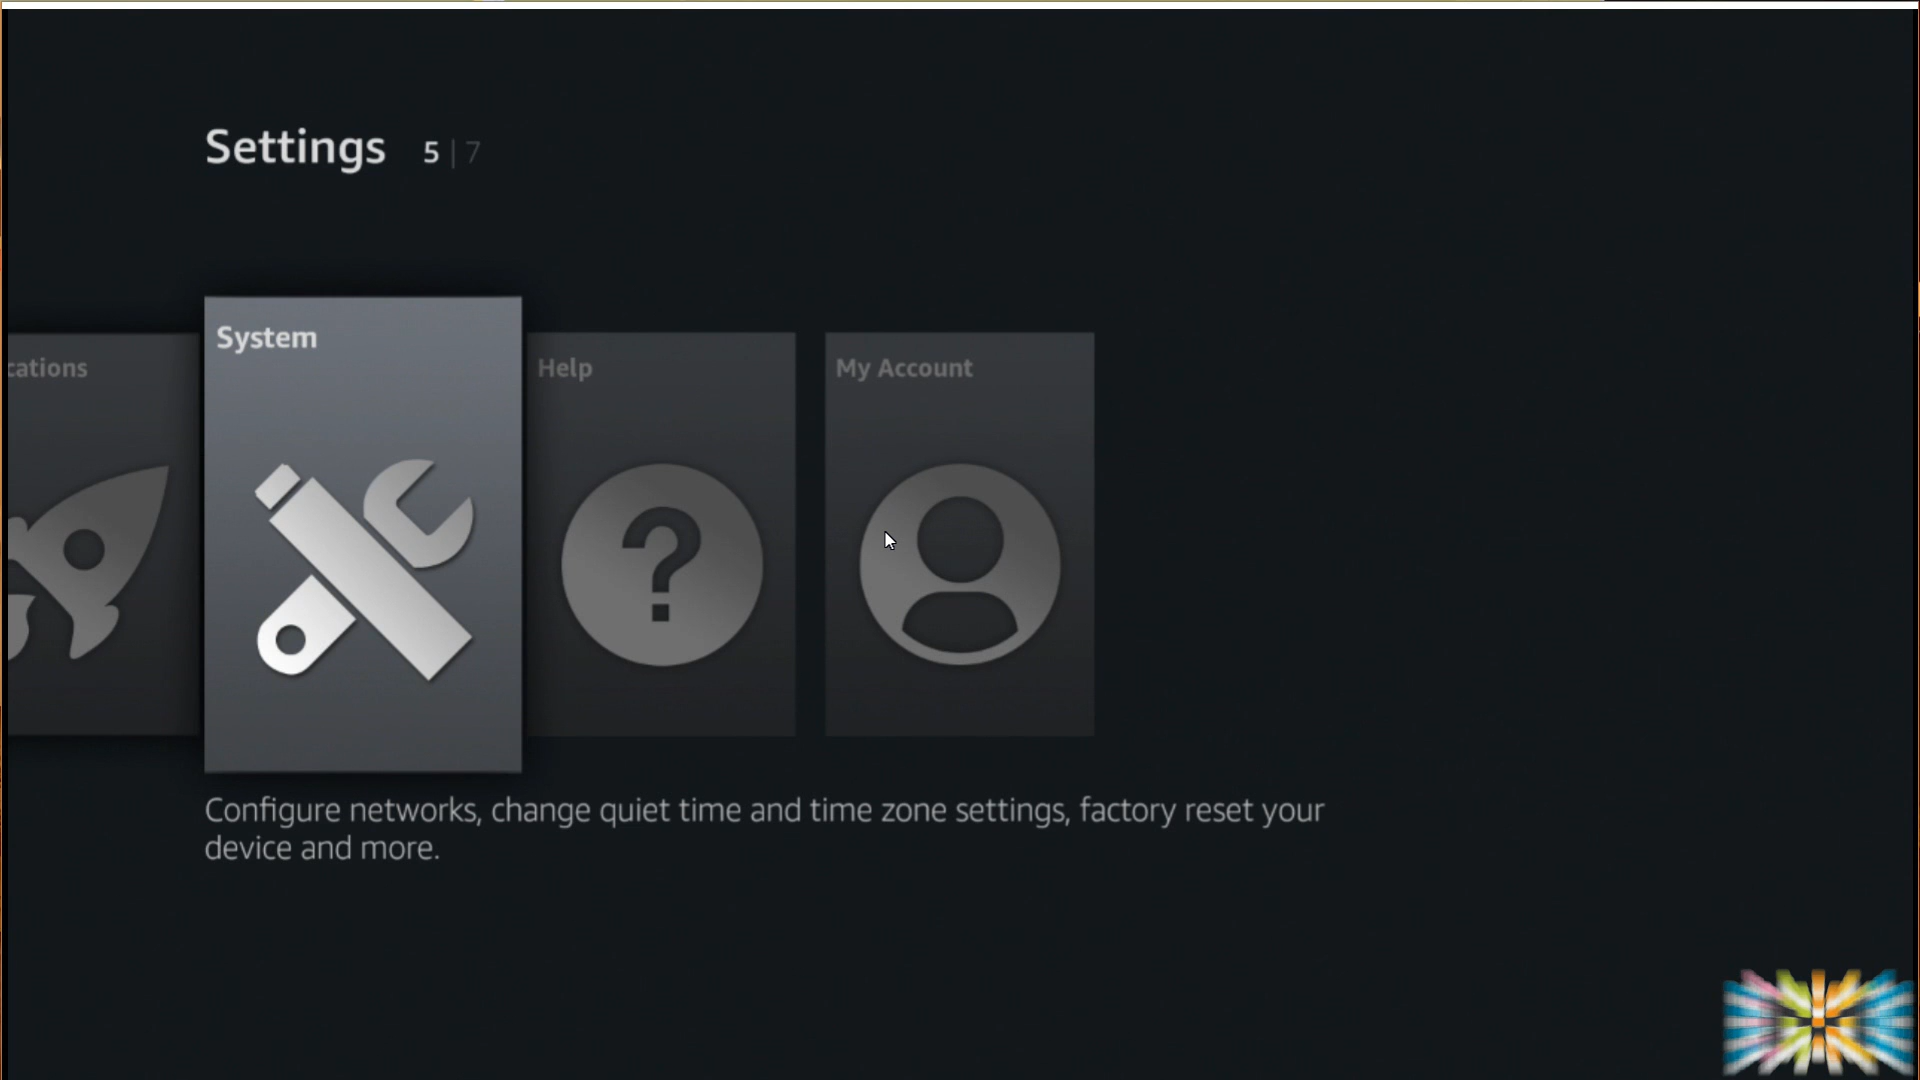 Settings 5 | 7
cations
System
Help
My Account
Configure networks, change quiet time and time zone settings, factory reset your
device and more.